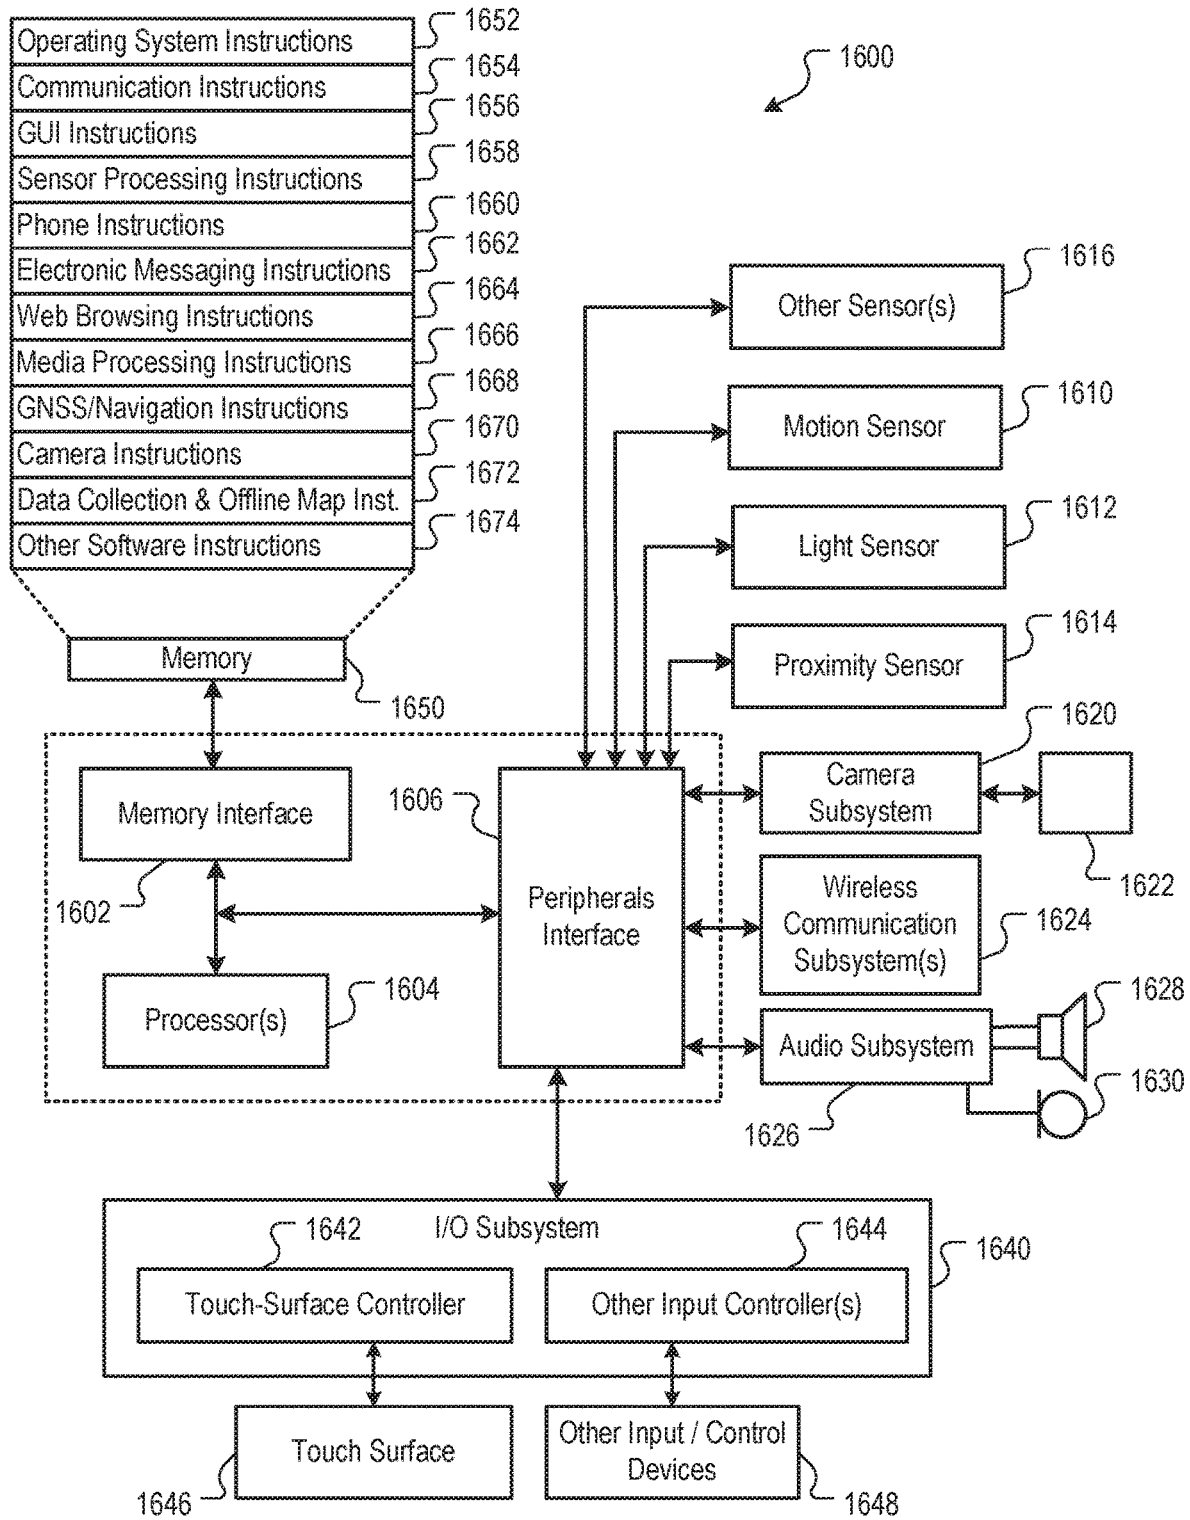 1652
Operating System Instructions
1654
Communication Instructions
1656
GUI Instructions
1658
Sensor Processing Instructions
1660
Phone Instructions
1662
Electronic Messaging Instructions
1664
Web Browsing Instructions
1666
Media Processing Instructions
1668
GNSS/Navigation Instructions
1670
Camera Instructions
1672
Data Collection & Offline Map Inst.
1674
Other Software Instructions
Memory
1650
1600
1616
Other Sensor(s)
1610
Motion Sensor
1612
Light Sensor
1614
Proximity Sensor
1620
Camera
Subsystem
1622
Memory Interface
1602
1606
Peripherals
Interface
Wireless
Communication
Subsystem(s)
1624
1604
Processor(s)
Audio Subsystem
1626
1628
1630
I/O Subsystem
1640
1642
Touch-Surface Controller
1644
Other Input Controller(s)
Touch Surface
1646
Other Input / Control
Devices
1648